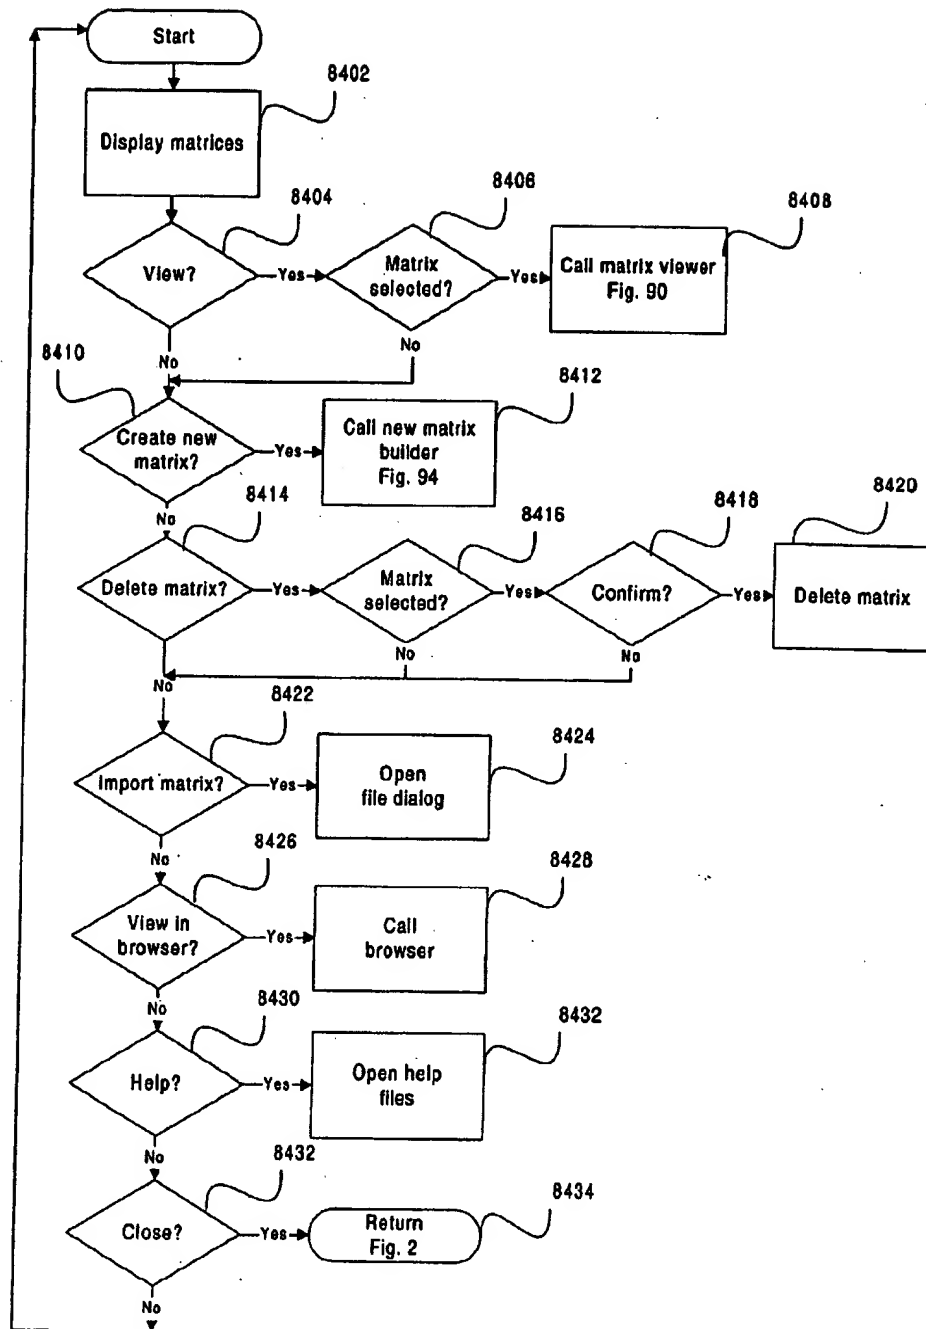 Start
8402
Display matrices
8404
8406
8408
View?
Yes
Matrix
selected?
Yes
Call matrix viewer
Fig. 90
No
No
8410
8412
Create new
matrix?
Yes
Call new matrix
builder
Fig. 94
8414
No
8416
8418
8420
Delete matrix?
Yes
Matrix
selected?
Yes
Confirm?
Yes
Delete matrix
No
No
No
8422
8424
Import matrix?
Yes
Open
file dialog
No
8426
8428
View in
browser?
Yes
Call
browser
No
8430
8432
Help?
Yes
Open help
files
No
8432
8434
Close?
Yes
Return
Fig. 2
No